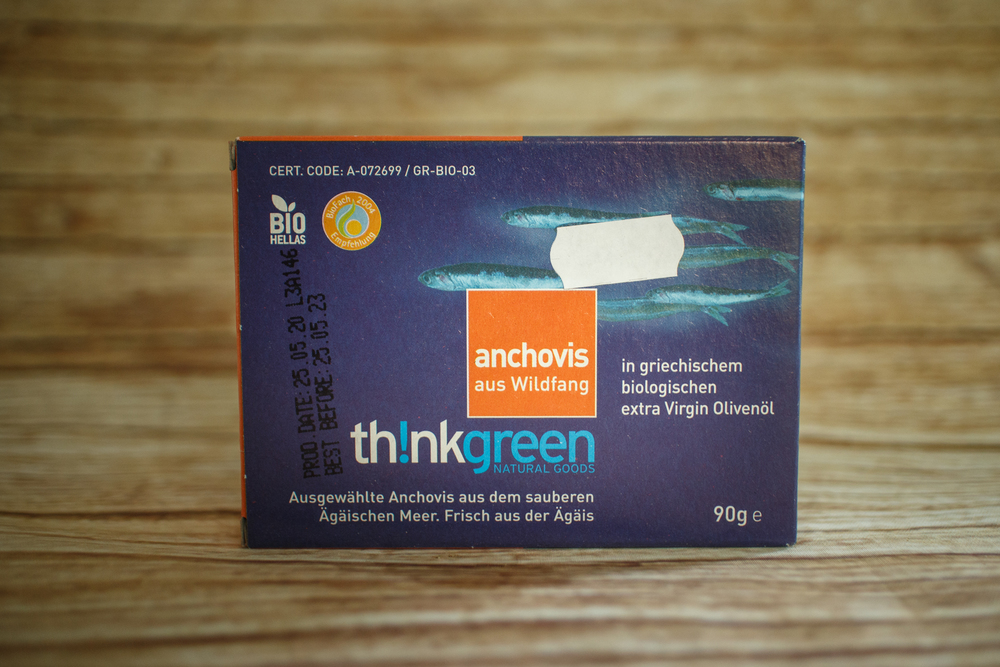 CERT. CODE: A-072699 / GR-BIO-03
BIO
HELLAS
BioFach 2004
Empfehlung
PROD.DATE: 25.05.20 L3A146
BEST BEFORE: 25.05.23
anchovis
aus Wildfang
in griechischem
biologischen
extra Virgin Olivenöl
th!nkgreen
NATURAL GOODS
Ausgewählte Anchovis aus dem sauberen
Ägäischen Meer. Frisch aus der Ägäis
90g e